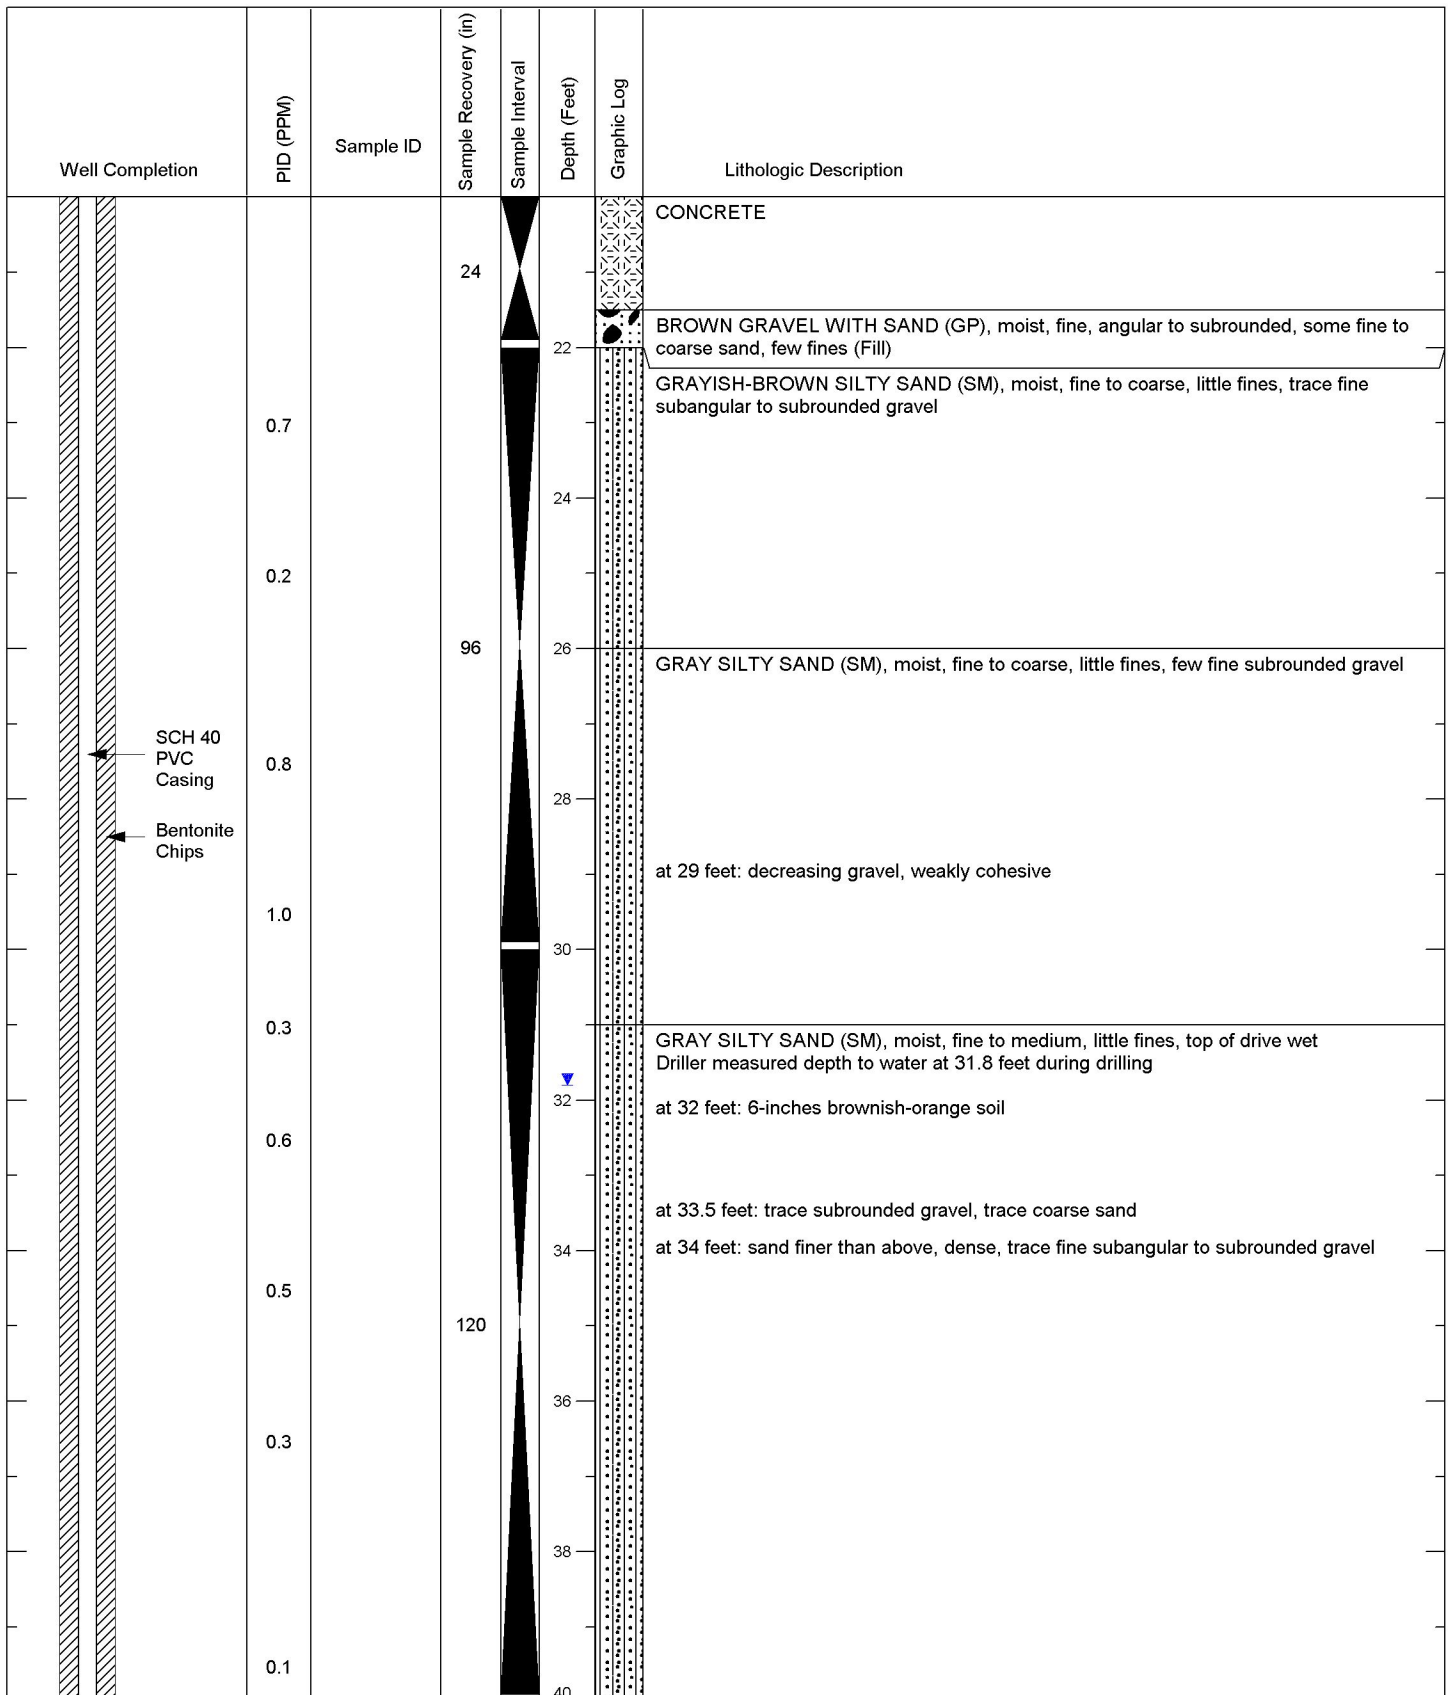 Well Completion
PID (PPM)
Sample ID
Sample Recovery (in)
Sample Interval
Depth (Feet)
Graphic Log
Lithologic Description
CONCRETE
24
BROWN GRAVEL WITH SAND (GP), moist, fine, angular to subrounded, some fine to
coarse sand, few fines (Fill)
22
GRAYISH-BROWN SILTY SAND (SM), moist, fine to coarse, little fines, trace fine
subangular to subrounded gravel
0.7
24
0.2
96
26
GRAY SILTY SAND (SM), moist, fine to coarse, little fines, few fine subrounded gravel
SCH 40
PVC
Casing
0.8
28
Bentonite
Chips
at 29 feet: decreasing gravel, weakly cohesive
1.0
30
0.3
GRAY SILTY SAND (SM), moist, fine to medium, little fines, top of drive wet
Driller measured depth to water at 31.8 feet during drilling
32
at 32 feet: 6-inches brownish-orange soil
0.6
at 33.5 feet: trace subrounded gravel, trace coarse sand
34
at 34 feet: sand finer than above, dense, trace fine subangular to subrounded gravel
0.5
120
36
0.3
38
0.1
40